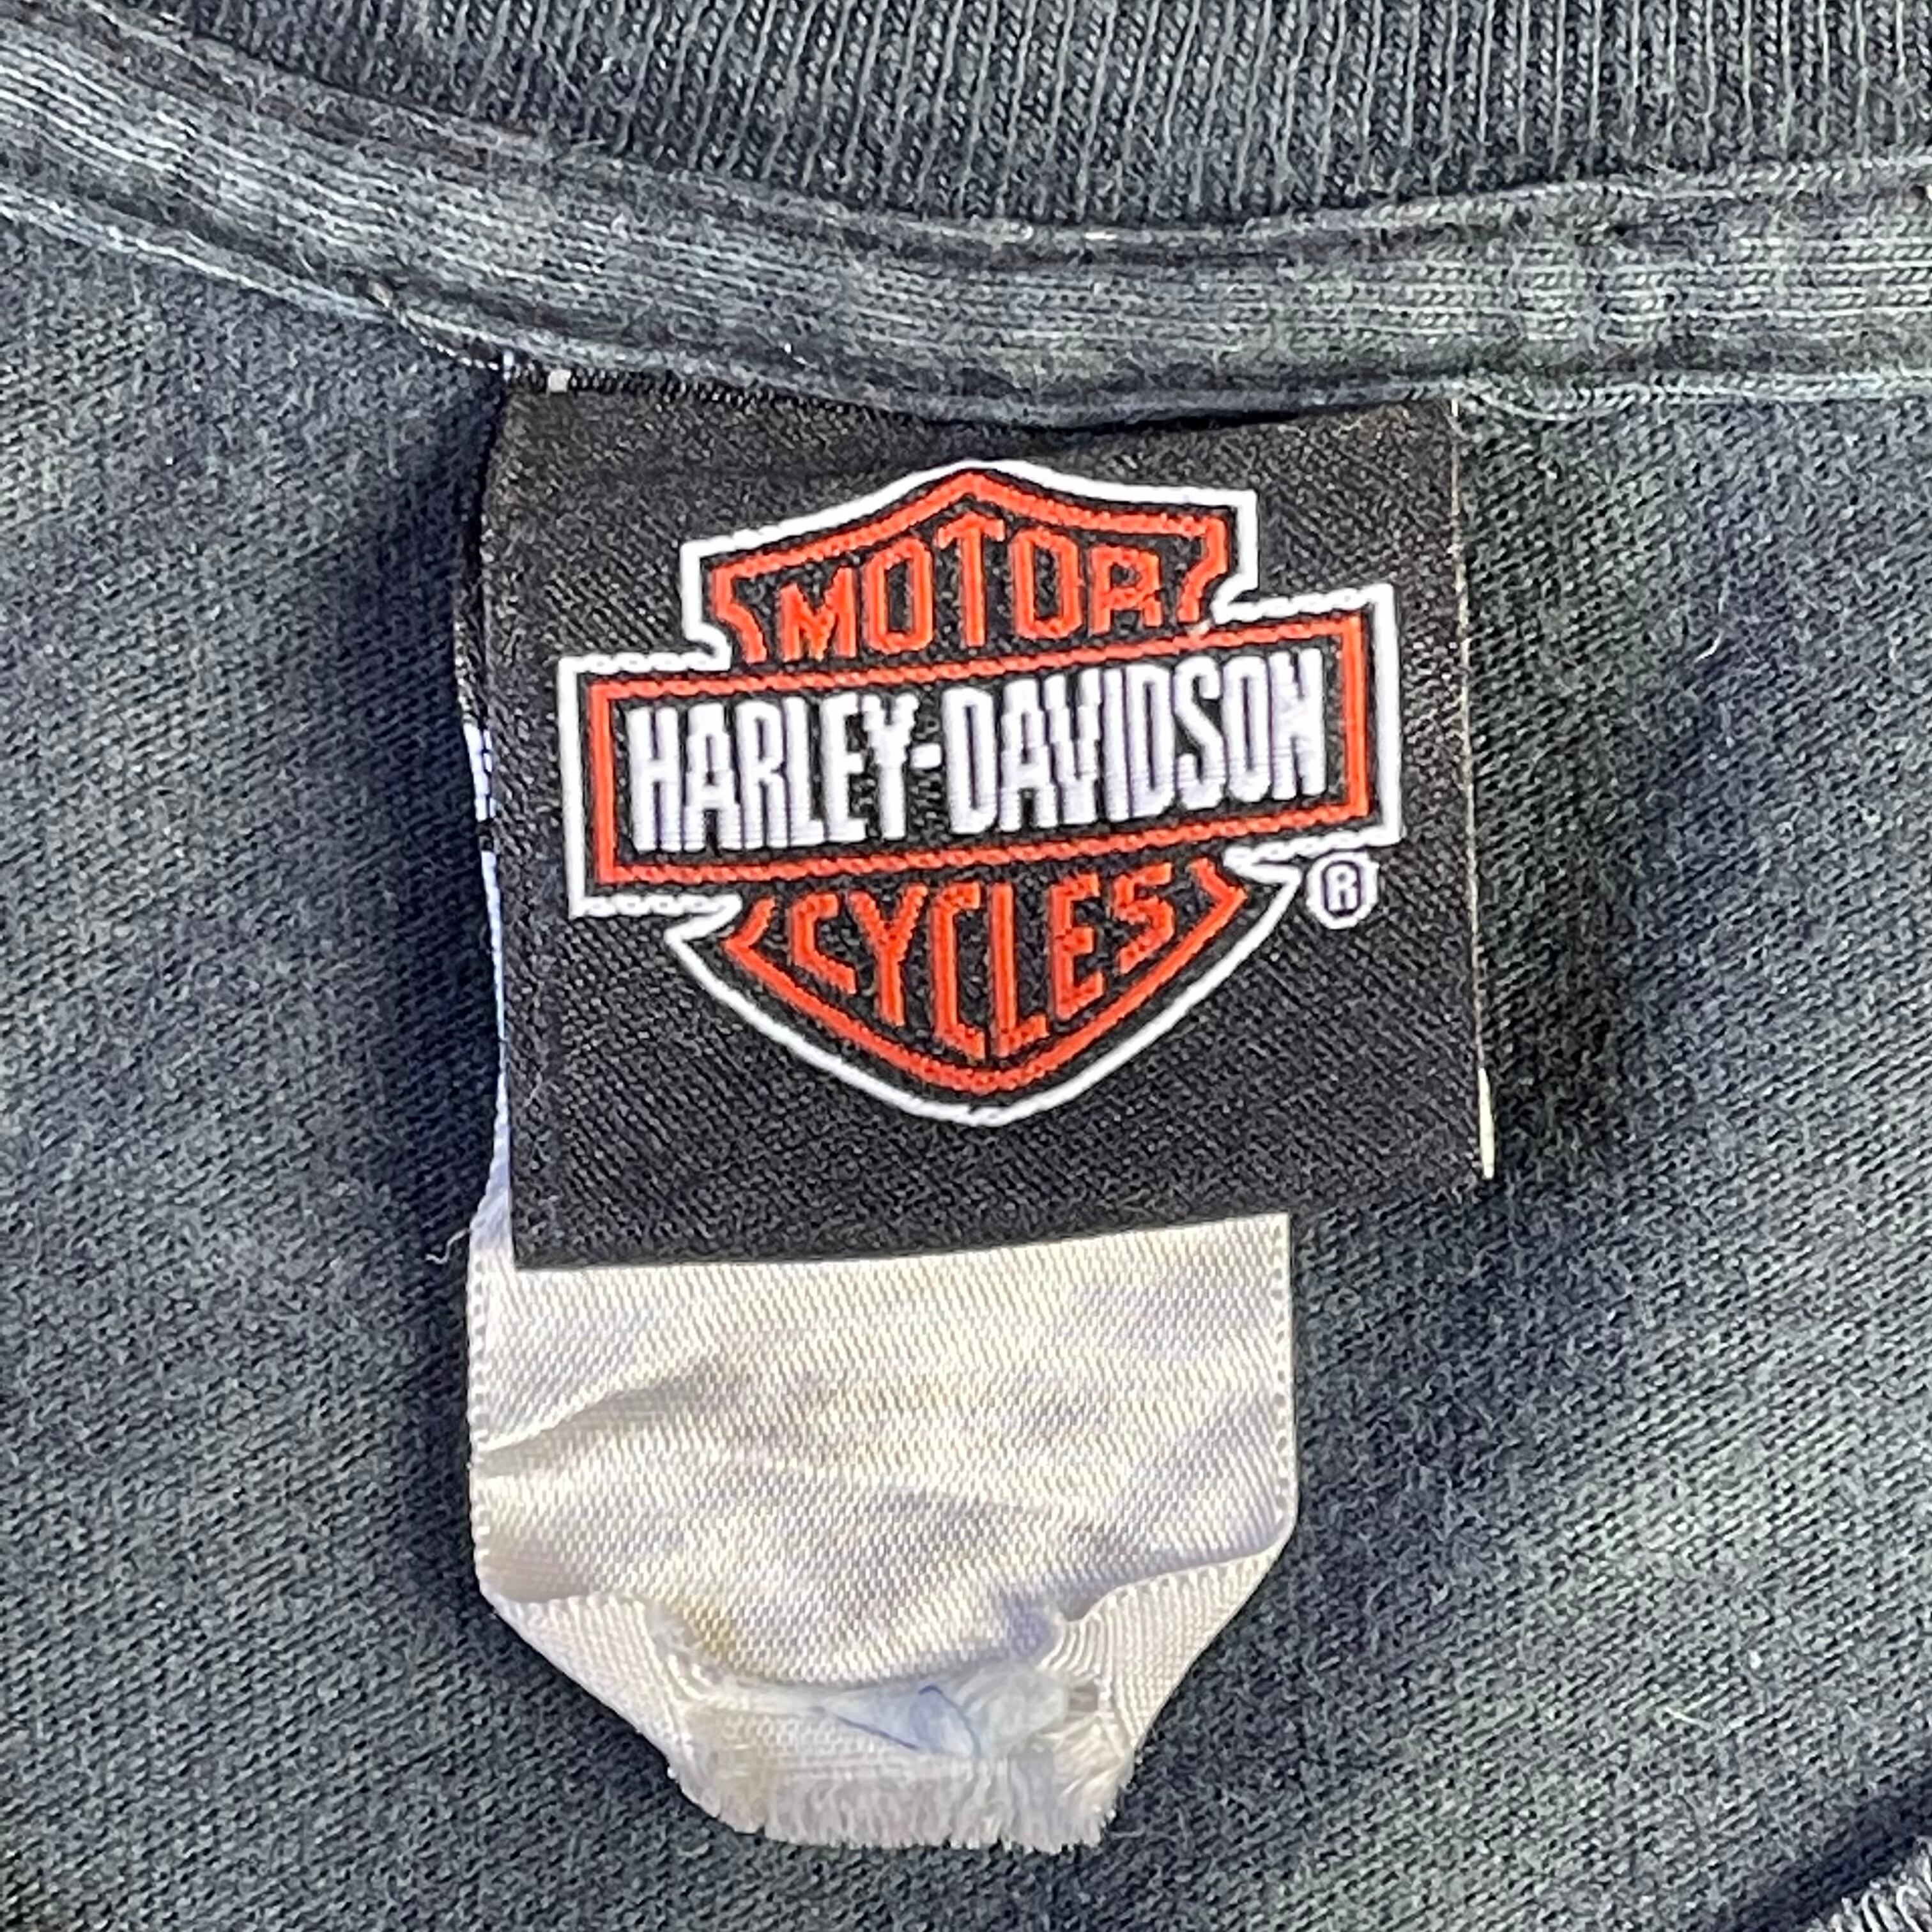 MOTOR
HARLEY-DAVIDSON
CYCLES
®